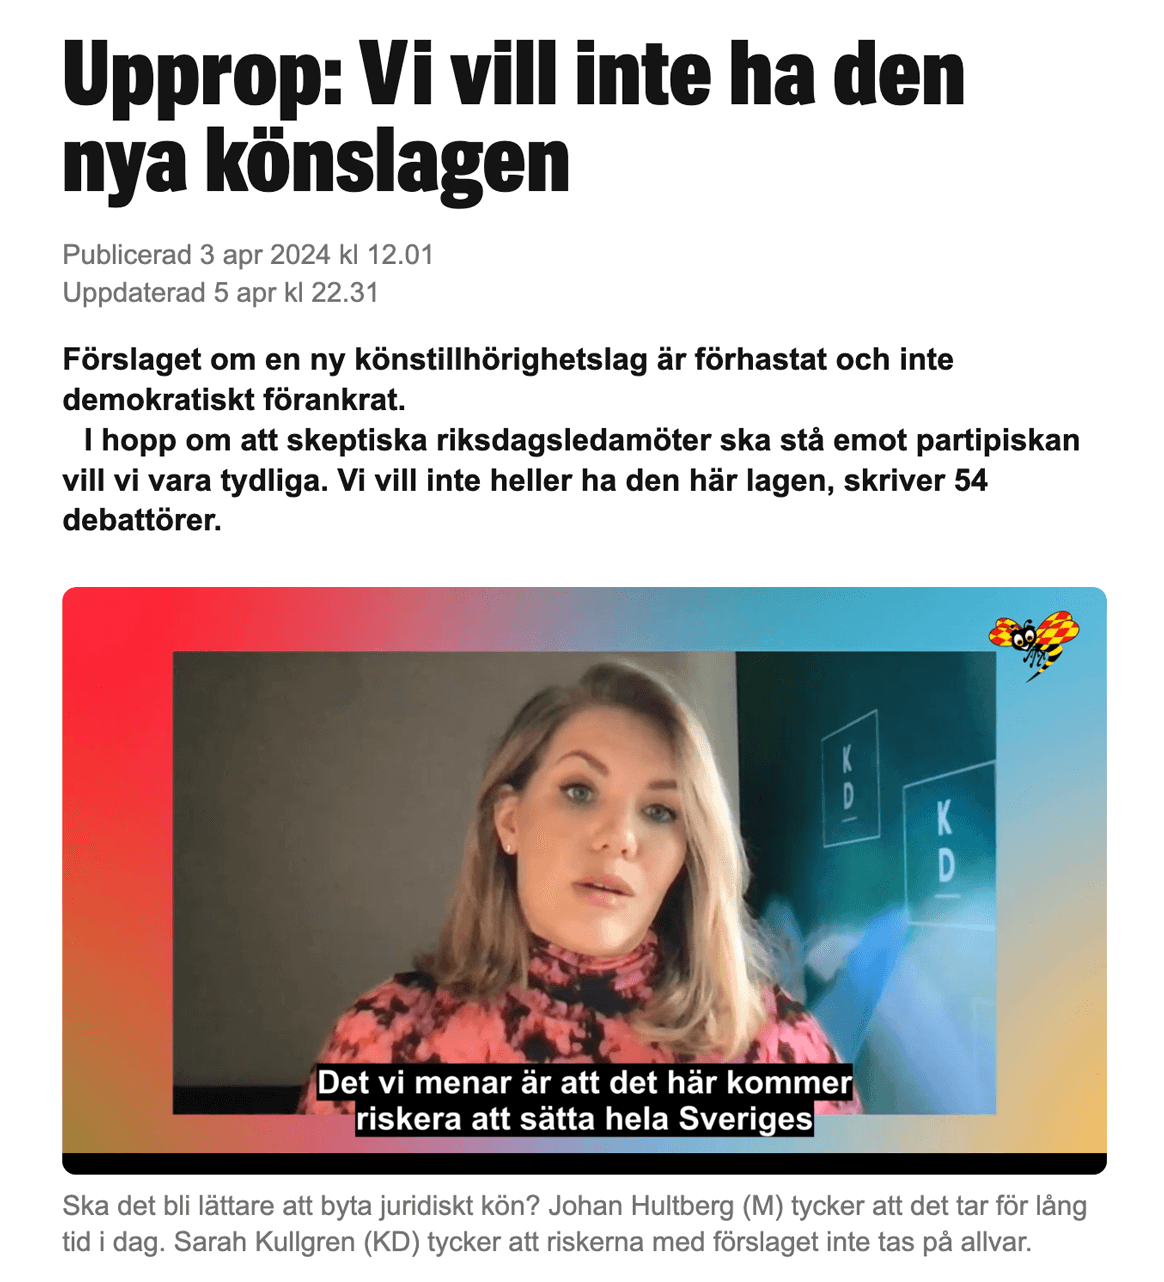 Upprop: Vi vill inte ha den
nya könslagen
Publicerad 3 apr 2024 kl 12.01
Uppdaterad 5 apr kl 22.31
Förslaget om en ny könstillhörighetslag är förhastat och inte
demokratiskt förankrat.
I hopp om att skeptiska riksdagsledamöter ska stå emot partipiskan
vill vi vara tydliga. Vi vill inte heller ha den här lagen, skriver 54
debattörer.
K
D
K
D
Det vi menar är att det här kommer
riskera att sätta hela Sveriges
Ska det bli lättare att byta juridiskt kön? Johan Hultberg (M) tycker att det tar för lång
tid i dag. Sarah Kullgren (KD) tycker att riskerna med förslaget inte tas på allvar.